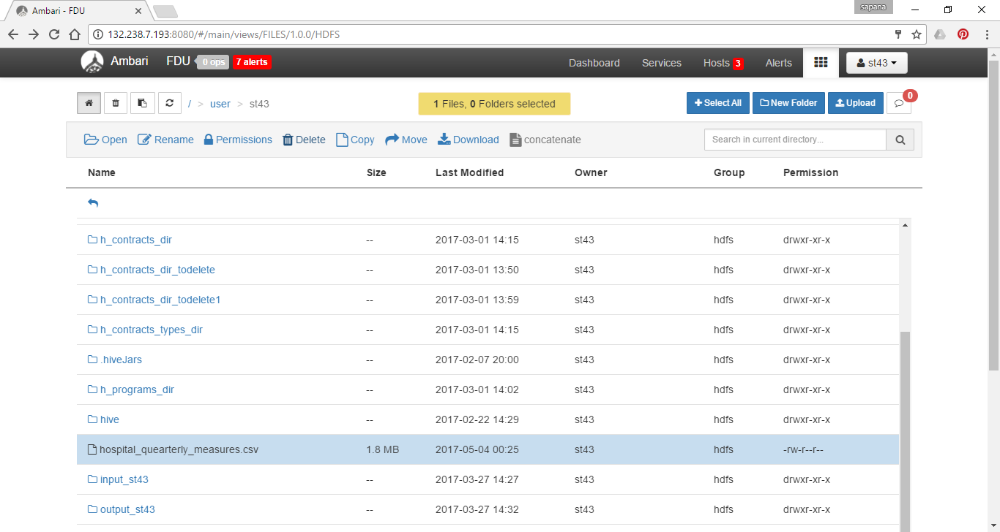 Ambari - FDU
sapana
132.238.7.193:8080/#/main/views/FILES/1.0.0/HDFS
Ambari FDU 0 ops 7 alerts Dashboard Services Hosts 3 Alerts st43
/ > user > st43 1 Files, 0 Folders selected Select All New Folder Upload 0
Open Rename Permissions Delete Copy Move Download concatenate Search in current directory...
Name Size Last Modified Owner Group Permission
h_contracts_dir -- 2017-03-01 14:15 st43 hdfs drwxr-xr-x
h_contracts_dir_todelete -- 2017-03-01 13:50 st43 hdfs drwxr-xr-x
h_contracts_dir_todelete1 -- 2017-03-01 13:59 st43 hdfs drwxr-xr-x
h_contracts_types_dir -- 2017-03-01 14:15 st43 hdfs drwxr-xr-x
.hiveJars -- 2017-02-07 20:00 st43 hdfs drwxr-xr-x
h_programs_dir -- 2017-03-01 14:02 st43 hdfs drwxr-xr-x
hive -- 2017-02-22 14:29 st43 hdfs drwxr-xr-x
hospital_quearterly_measures.csv 1.8 MB 2017-05-04 00:25 st43 hdfs -rw-r--r--
input_st43 -- 2017-03-27 14:27 st43 hdfs drwxr-xr-x
output_st43 -- 2017-03-27 14:32 st43 hdfs drwxr-xr-x